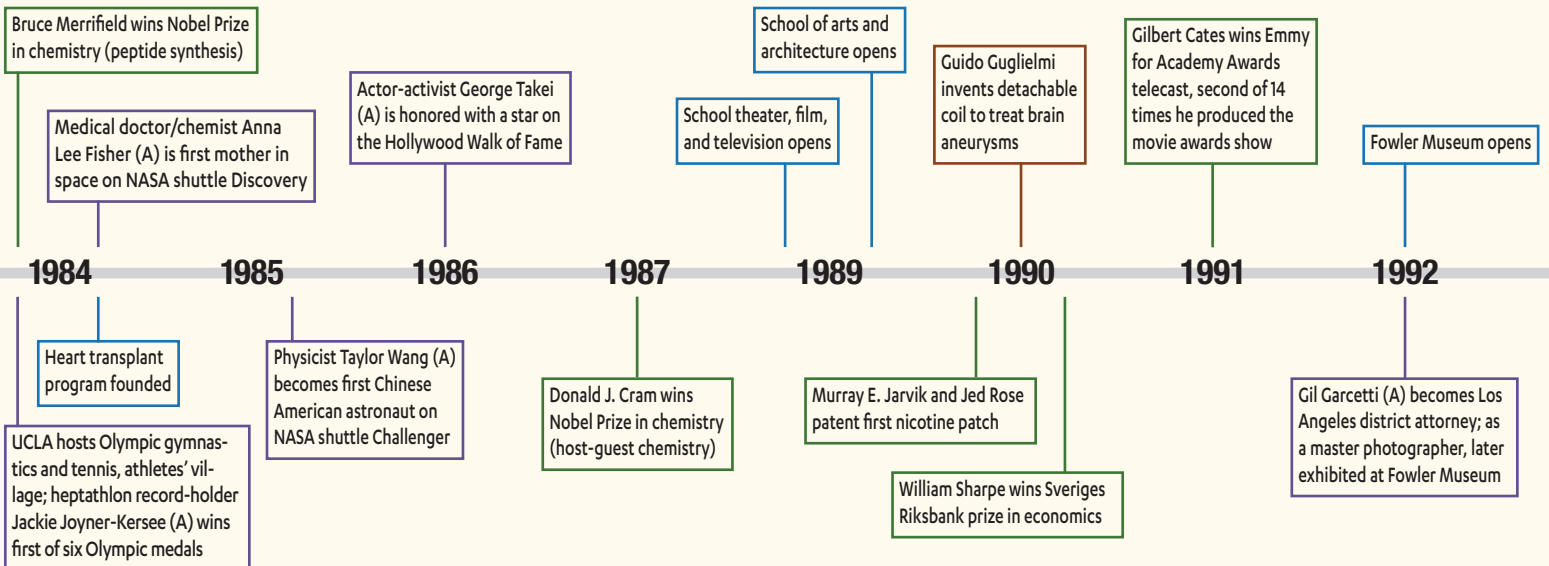 Bruce Merrifield wins Nobel Prize
in chemistry (peptide synthesis)
Medical doctor/chemist Anna
Lee Fisher (A) is first mother in
space on NASA shuttle Discovery
Actor-activist George Takei
(A) is honored with a star on
the Hollywood Walk of Fame
School theater, film,
and television opens
School of arts and
architecture opens
Guido Guglielmi
invents detachable
coil to treat brain
aneurysms
Gilbert Cates wins Emmy
for Academy Awards
telecast, second of 14
times he produced the
movie awards show
Fowler Museum opens
1984 1985 1986 1987 1989 1990 1991 1992
Heart transplant
program founded
UCLA hosts Olympic gymnas-
tics and tennis, athletes’ vil-
lage; heptathlon record-holder
Jackie Joyner-Kersee (A) wins
first of six Olympic medals
Physicist Taylor Wang (A)
becomes first Chinese
American astronaut on
NASA shuttle Challenger
Donald J. Cram wins
Nobel Prize in chemistry
(host-guest chemistry)
Murray E. Jarvik and Jed Rose
patent first nicotine patch
William Sharpe wins Sveriges
Riksbank prize in economics
Gil Garcetti (A) becomes Los
Angeles district attorney; as
a master photographer, later
exhibited at Fowler Museum